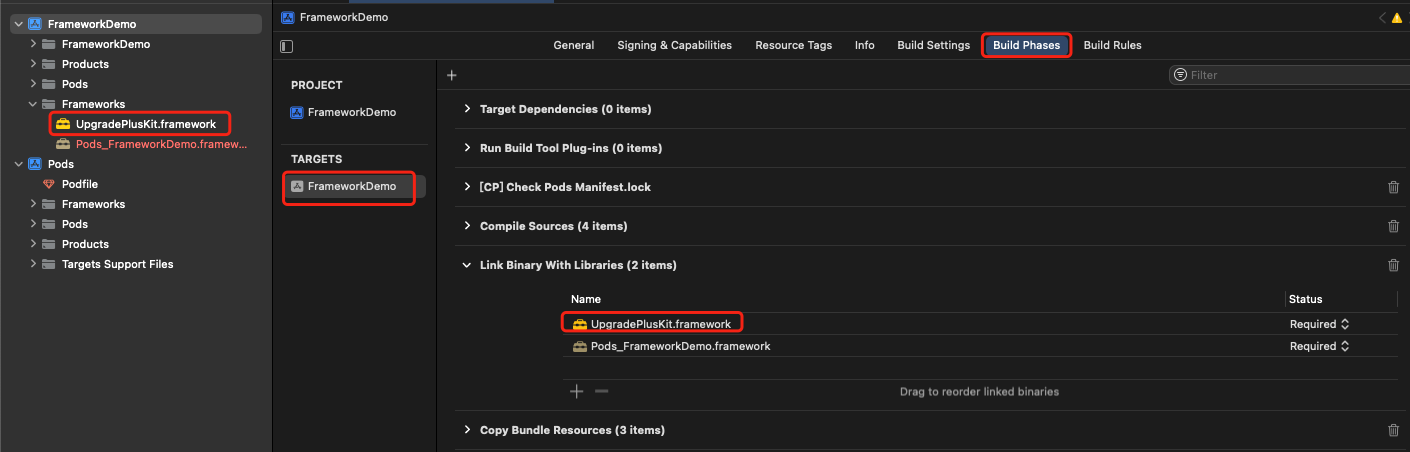 FrameworkDemo
FrameworkDemo
Products
Pods
Frameworks
UpgradePlusKit.framework
Pods_FrameworkDemo.framew...
Pods
Podfile
Frameworks
Pods
Products
Targets Support Files
FrameworkDemo
General Signing & Capabilities Resource Tags Info Build Settings Build Phases Build Rules
PROJECT
FrameworkDemo
TARGETS
FrameworkDemo
Filter
Target Dependencies (0 items)
Run Build Tool Plug-ins (0 items)
[CP] Check Pods Manifest.lock
Compile Sources (4 items)
Link Binary With Libraries (2 items)
Name Status
UpgradePlusKit.framework Required
Pods_FrameworkDemo.framework Required
Drag to reorder linked binaries
Copy Bundle Resources (3 items)